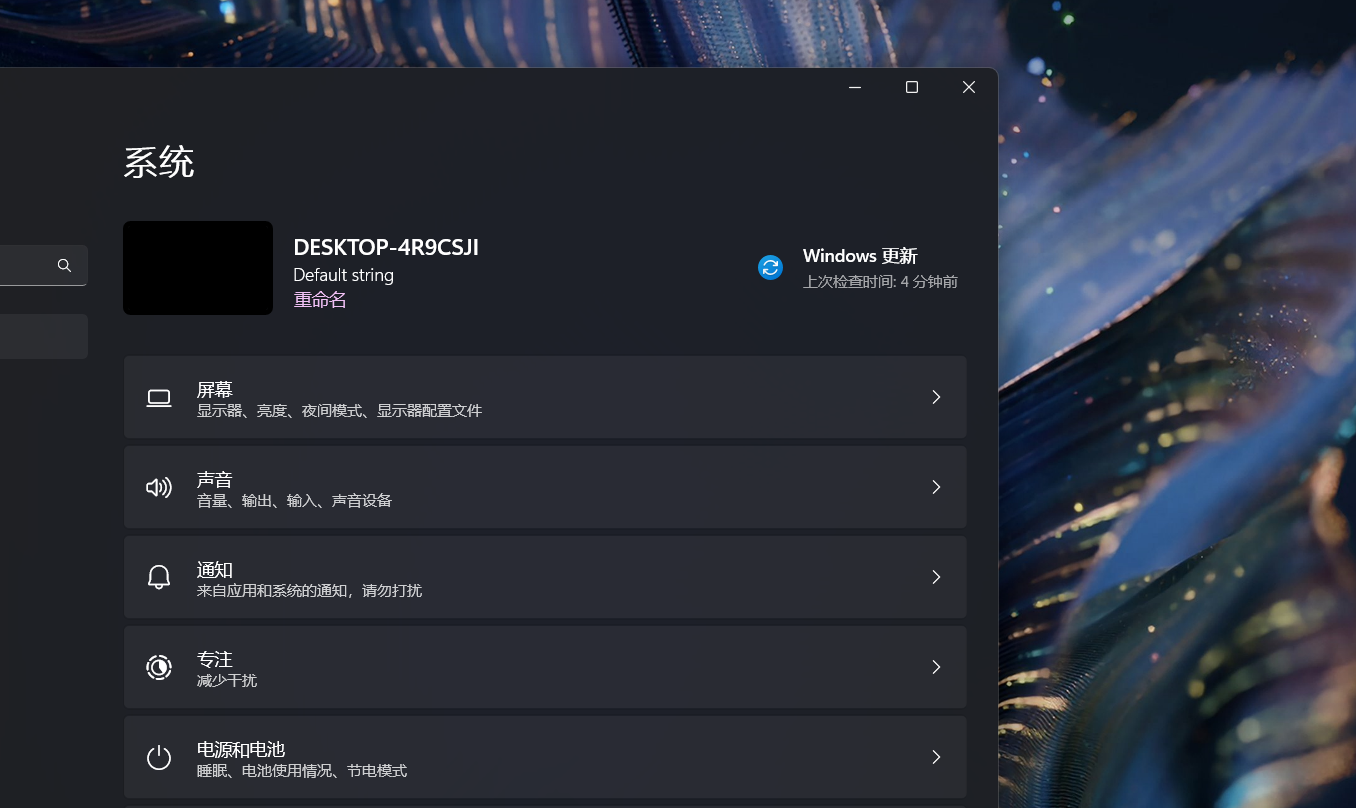 系统
DESKTOP-4R9CSJI
Default string
重命名
Windows 更新
上次检查时间: 4 分钟前
屏幕
显示器、亮度、夜间模式、显示器配置文件
声音
音量、输出、输入、声音设备
通知
来自应用和系统的通知，请勿打扰
专注
减少干扰
电源和电池
睡眠、电池使用情况、节电模式